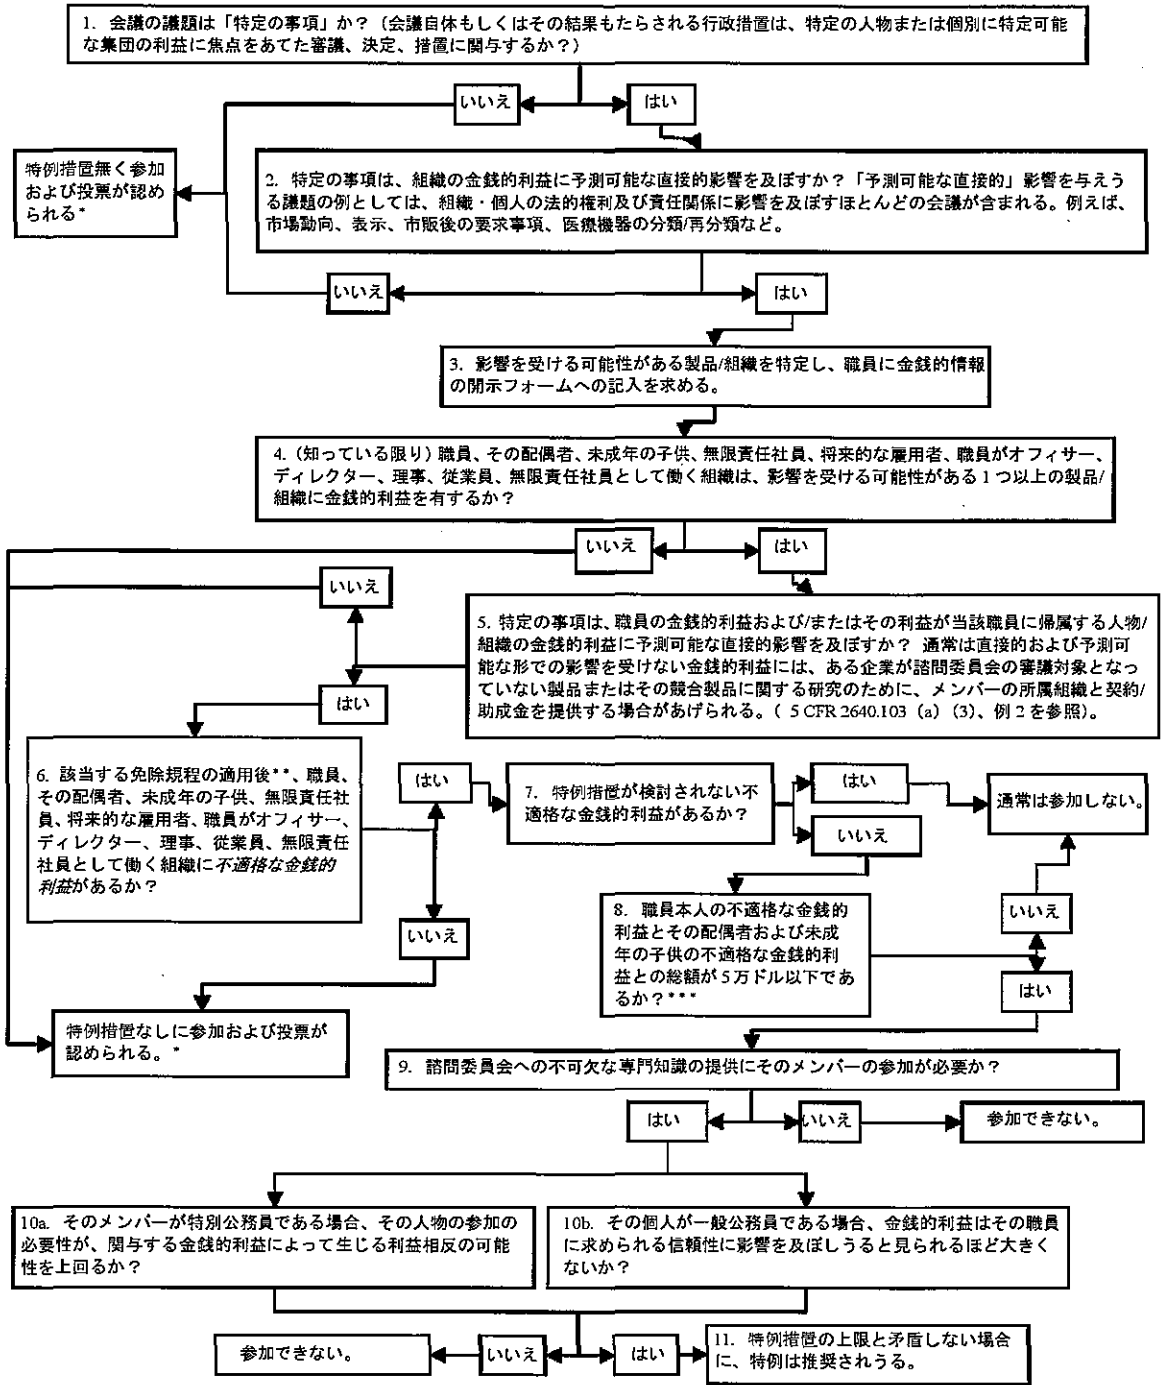 1. 会議の議題は「特定の事項」か？（会議自体もしくはその結果もたらされる行政措置は、特定の人物または個別に特定可能
な集団の利益に焦点をあてた審議、決定、措置に関与するか？）
いいえ
はい
特例措置無く参加
および投票が認め
られる*
2. 特定の事項は、組織の金銭的利益に予測可能な直接的影響を及ぼすか？「予測可能な直接的」影響を与えう
る議題の例としては、組織・個人の法的権利及び責任関係に影響を及ぼすほとんどの会議が含まれる。例えば、
市場動向、表示、市販後の要求事項、医療機器の分類/再分類など。
いいえ
はい
3. 影響を受ける可能性がある製品/組織を特定し、職員に金銭的情報
の開示フォームへの記入を求める。
4.（知っている限り）職員、その配偶者、未成年の子供、無限責任社員、将来的な雇用者、職員がオフィサー、
ディレクター、理事、従業員、無限責任社員として働く組織は、影響を受ける可能性がある1つ以上の製品/
組織に金銭的利益を有するか？
いいえ
はい
いいえ
はい
5. 特定の事項は、職員の金銭的利益および/またはその利益が当該職員に帰属する人物/
組織の金銭的利益に予測可能な直接的影響を及ぼすか？ 通常は直接的および予測可
能な形での影響を受けない金銭的利益には、ある企業が諮問委員会の審議対象となっ
ていない製品またはその競合製品に関する研究のために、メンバーの所属組織と契約/
助成金を提供する場合があげられる。（ 5 CFR 2640.103（a）(3)、例2を参照）。
6. 該当する免除規程の適用後**、職員、
その配偶者、未成年の子供、無限責任社
員、将来的な雇用者、職員がオフィサー、
ディレクター、理事、従業員、無限責任
社員として働く組織に不適格な金銭的
利益があるか？
はい
いいえ
7. 特例措置が検討されない不
適格な金銭的利益があるか？
はい
いいえ
通常は参加しない。
8. 職員本人の不適格な金銭的
利益とその配偶者および未成
年の子供の不適格な金銭的利
益との総額が5万ドル以下であ
るか？***
いいえ
はい
特例措置なしに参加および投票が
認められる。*
9. 諮問委員会への不可欠な専門知識の提供にそのメンバーの参加が必要か？
はい
いいえ
参加できない。
10a. そのメンバーが特別公務員である場合、その人物の参加の
必要性が、関与する金銭的利益によって生じる利益相反の可能
性を上回るか？
10b. その個人が一般公務員である場合、金銭的利益はその職員
に求められる信頼性に影響を及ぼしうると見られるほど大きく
ないか？
参加できない。
いいえ
はい
11. 特例措置の上限と矛盾しない場合
に、特例は推奨されうる。